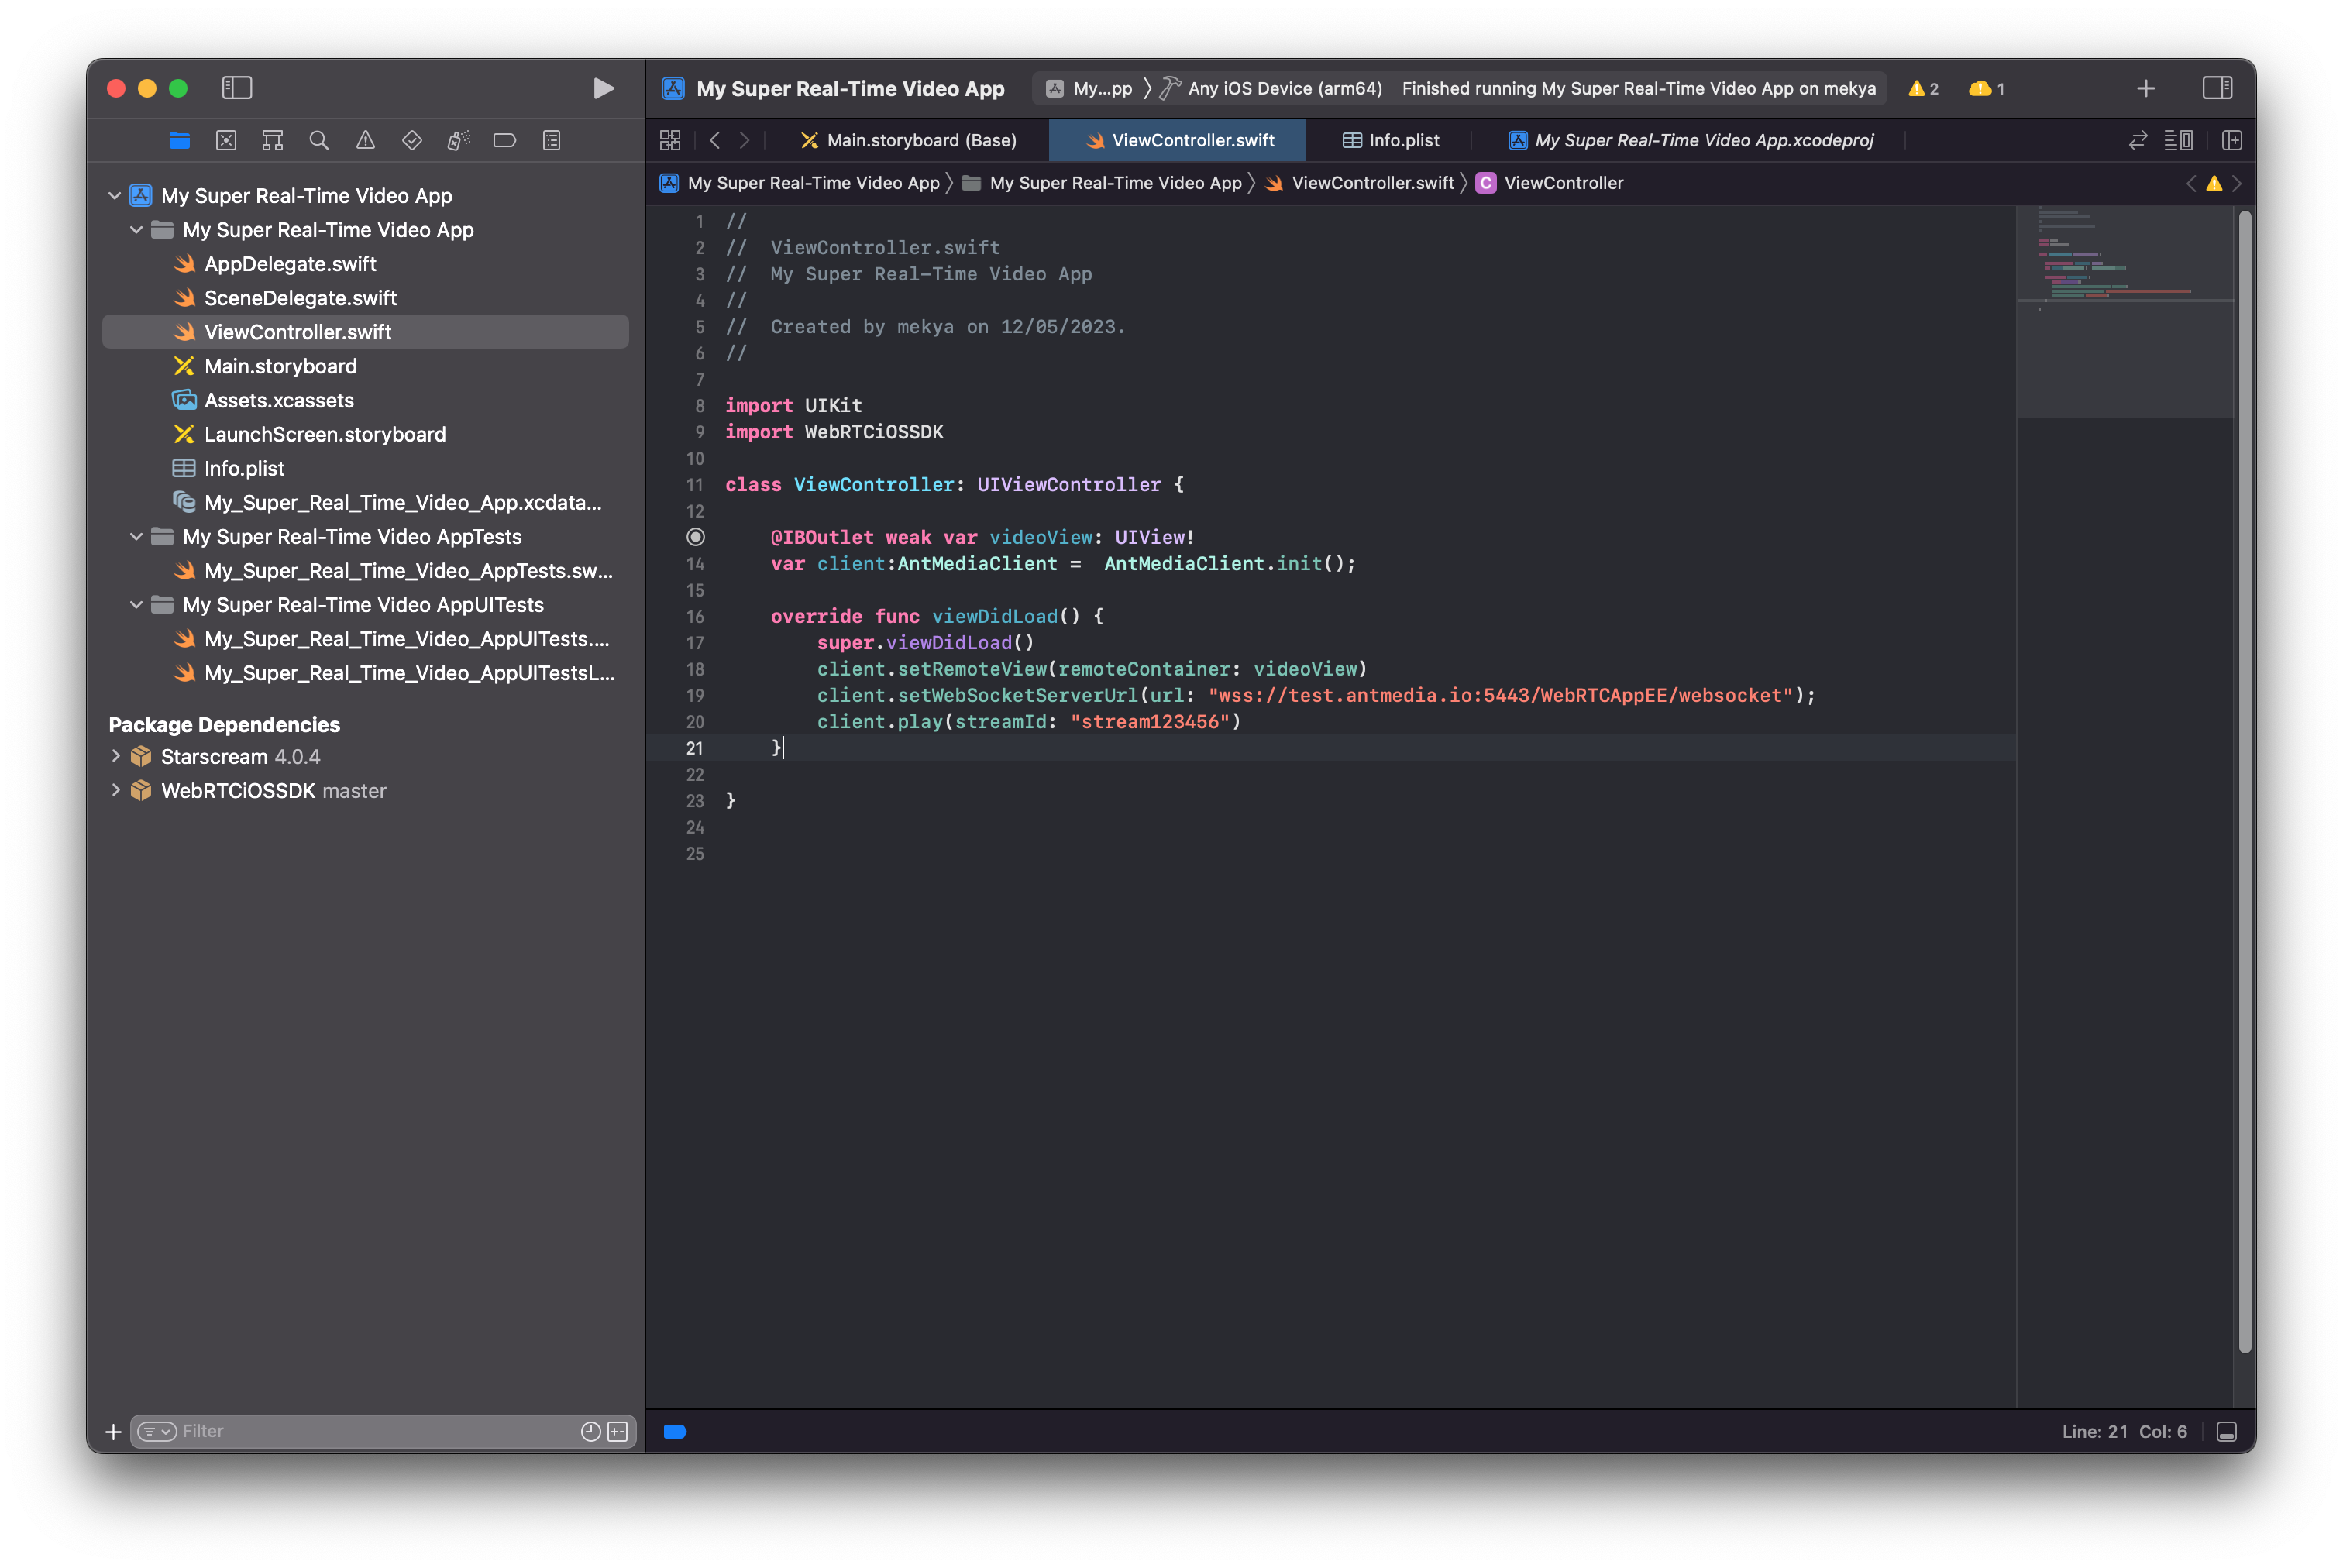 My Super Real-Time Video App
My...pp
Any iOS Device (arm64)
Finished running My Super Real-Time Video App on mekya
2
1
Main.storyboard (Base)
ViewController.swift
Info.plist
My Super Real-Time Video App.xcodeproj
My Super Real-Time Video App
My Super Real-Time Video App
ViewController.swift
C
ViewController
My Super Real-Time Video App
My Super Real-Time Video App
AppDelegate.swift
SceneDelegate.swift
ViewController.swift
Main.storyboard
Assets.xcassets
LaunchScreen.storyboard
Info.plist
My_Super_Real_Time_Video_App.xcdata...
My Super Real-Time Video AppTests
My_Super_Real_Time_Video_AppTests.sw...
My Super Real-Time Video AppUITests
My_Super_Real_Time_Video_AppUITests....
My_Super_Real_Time_Video_AppUITestsL...
Package Dependencies
Starscream 4.0.4
WebRTCiOSSDK master
Filter
1 //
2 //  ViewController.swift
3 //  My Super Real-Time Video App
4 //
5 //  Created by mekya on 12/05/2023.
6 //
7
8 import UIKit
9 import WebRTCiOSSDK
10
11 class ViewController: UIViewController {
12
@IBOutlet weak var videoView: UIView!
14 var client:AntMediaClient =  AntMediaClient.init();
15
16 override func viewDidLoad() {
17 super.viewDidLoad()
18 client.setRemoteView(remoteContainer: videoView)
19 client.setWebSocketServerUrl(url: "wss://test.antmedia.io:5443/WebRTCAppEE/websocket");
20 client.play(streamId: "stream123456")
21 }
22
23 }
24
25
Line: 21 Col: 6